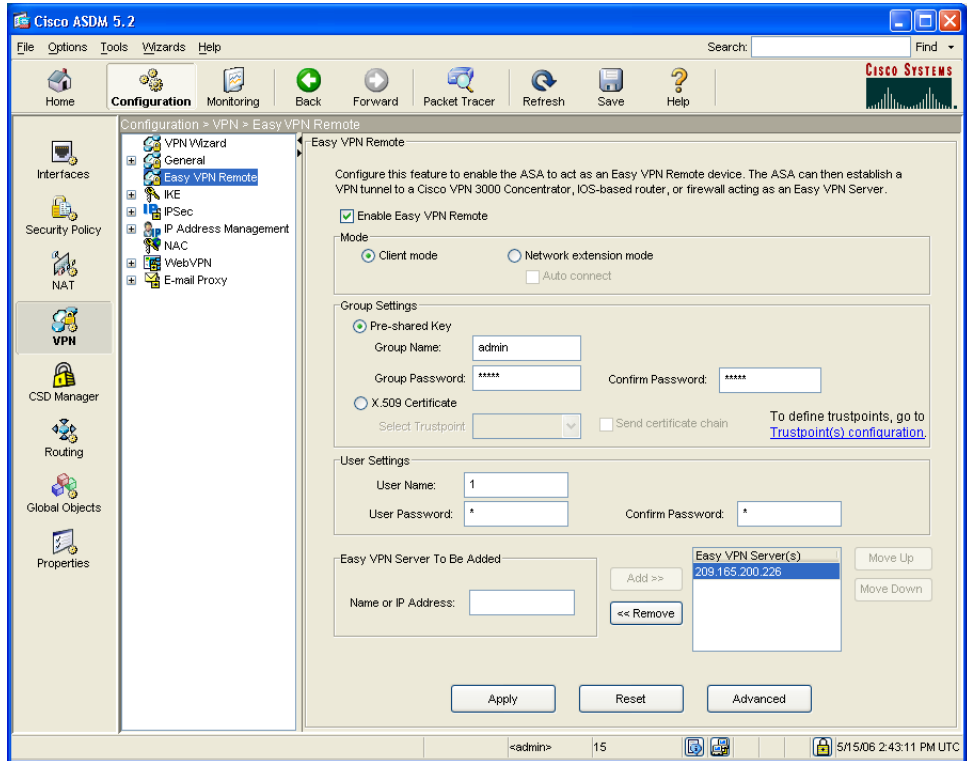 Cisco ASDM 5.2
File Options Tools Wizards Help Search: Find
Home Configuration Monitoring Back Forward Packet Tracer Refresh Save Help
CISCO SYSTEMS
Configuration > VPN > Easy VPN Remote
Interfaces
Security Policy
NAT
VPN
CSD Manager
Routing
Global Objects
Properties
VPN Wizard
General
Easy VPN Remote
IKE
IPSec
IP Address Management
NAC
WebVPN
E-mail Proxy
Easy VPN Remote
Configure this feature to enable the ASA to act as an Easy VPN Remote device. The ASA can then establish a
VPN tunnel to a Cisco VPN 3000 Concentrator, IOS-based router, or firewall acting as an Easy VPN Server.
Enable Easy VPN Remote
Mode
Client mode Network extension mode
Auto connect
Group Settings
Pre-shared Key
Group Name: admin
Group Password: ***** Confirm Password: *****
X.509 Certificate
Select Trustpoint Send certificate chain
To define trustpoints, go to
Trustpoint(s) configuration.
User Settings
User Name: 1
User Password: * Confirm Password: *
Easy VPN Server To Be Added
Name or IP Address:
Add >>
<< Remove
Easy VPN Server(s)
209.165.200.226
Move Up
Move Down
Apply Reset Advanced
<admin> 15 5/15/06 2:43:11 PM UTC